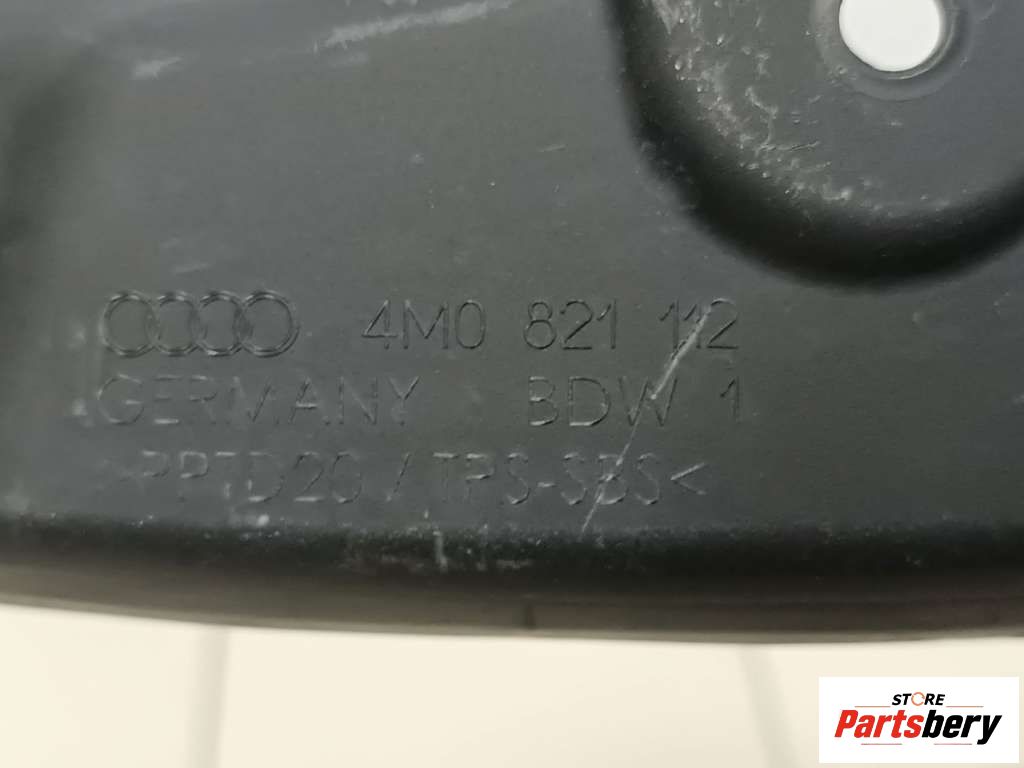 4M0 821 112
GERMANY BDW 1
>PPTD20 / TPS-SBS<
STORE
Partsbery